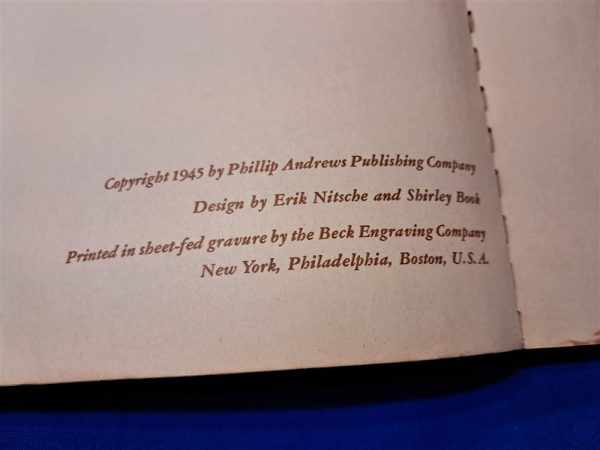 Copyright 1945 by Phillip Andrews Publishing Company
Design by Erik Nitsche and Shirley Book
Printed in sheet-fed gravure by the Beck Engraving Company
New York, Philadelphia, Boston, U.S.A.